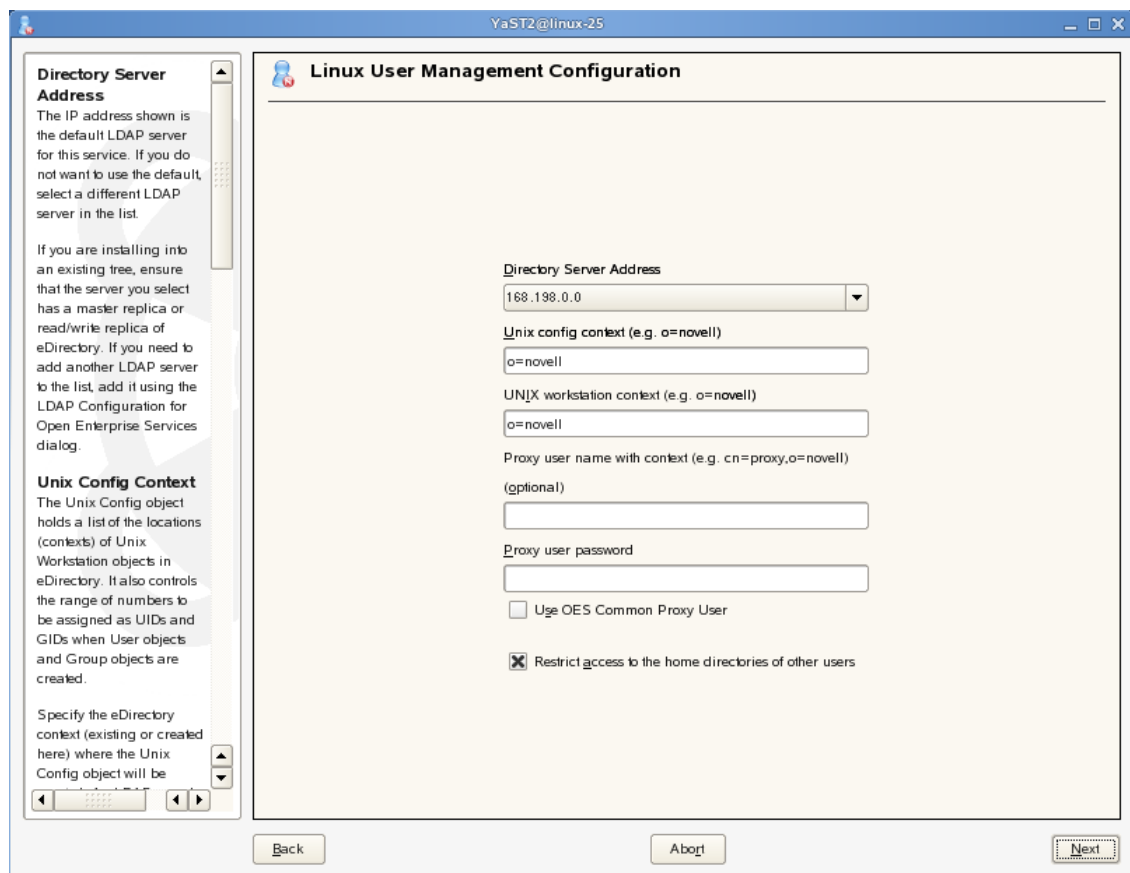 YaST2@linux-25
Directory Server
Address
The IP address shown is
the default LDAP server
for this service. If you do
not want to use the default,
select a different LDAP
server in the list.
If you are installing into
an existing tree, ensure
that the server you select
has a master replica or
read/write replica of
eDirectory. If you need to
add another LDAP server
to the list, add it using the
LDAP Configuration for
Open Enterprise Services
dialog.
Unix Config Context
The Unix Config object
holds a list of the locations
(contexts) of Unix
Workstation objects in
eDirectory. It also controls
the range of numbers to
be assigned as UIDs and
GIDs when User objects
and Group objects are
created.
Specify the eDirectory
context (existing or created
here) where the Unix
Config object will be
Linux User Management Configuration
Directory Server Address
168.198.0.0
Unix config context (e.g. o=novell)
o=novell
UNIX workstation context (e.g. o=novell)
o=novell
Proxy user name with context (e.g. cn=proxy,o=novell)
(optional)
Proxy user password
Use OES Common Proxy User
Restrict access to the home directories of other users
Back
Abort
Next